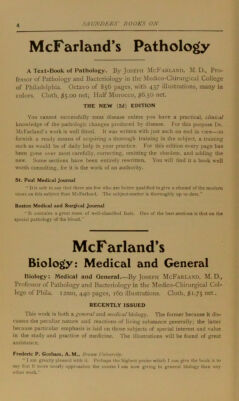 4 SAUNDERS' BOOKS ON
McFarland's Pathology
A Text-Book of Pathology. By JOSEPH MCFARLAND, M. D., Pro-
fessor of Pathology and Bacteriology in the Medico-Chirurgical College
of Philadelphia. Octavo of 856 pages, with 437 illustrations, many in
colors. Cloth, $5.00 net; Half Morocco, $6.50 net.
THE NEW (2d) EDITION
You cannot successfully treat disease unless you have a practical, clinical
knowledge of the pathologic changes produced by disease. For this purpose Dr.
McFarland's work is well fitted. It was written with just such an end in view—to
furnish a ready means of acquiring a thorough training in the subject, a training
such as would be of daily help in your practice. For this edition every page has
been gone over most carefully, correcting, omitting the obsolete, and adding the
new. Some sections have been entirely rewritten. You will find it a book well
worth consulting, for it is the work of an authority.
St. Paul Medical Journal
"It is safe to say that there are few who are better qualified to give a résumé of the modern
views on this subject than McFarland. The subject-matter is thoroughly up to date."
Boston Medical and Surgical Journal
"It contains a great mass of well-classified facts. One of the best sections is that on the
special pathology of the blood."
McFarland's
Biology: Medical and General
Biology: Medical and General.—By JOSEPH MCFARLAND, M. D.,
Professor of Pathology and Bacteriology in the Medico-Chirurgical Col-
lege of Phila. 12mo, 440 pages, 160 illustrations. Cloth, $1.75 net.
RECENTLY ISSUED
This work is both a general and medical biology. The former because it dis-
cusses the peculiar nature and reactions of living substance generally; the latter
because particular emphasis is laid on those subjects of special interest and value
in the study and practice of medicine. The illustrations will be found of great
assistance.
Frederic P. Gorham, A. M., Brown University.
"I am greatly pleased with it. Perhaps the highest praise which I can give the book is to
say that it more nearly approaches the course I am now giving in general biology than any
other work."